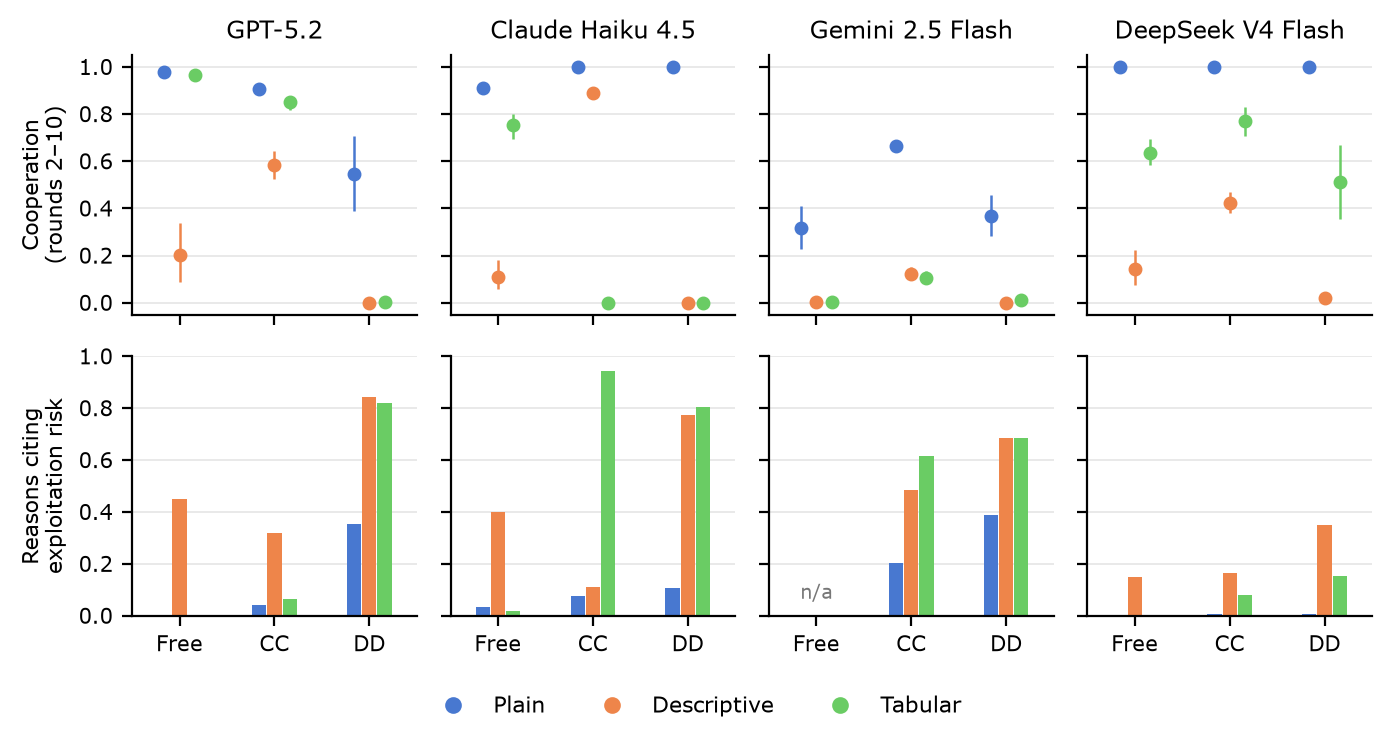 GPT-5.2 Claude Haiku 4.5 Gemini 2.5 Flash DeepSeek V4 Flash
Cooperation
(rounds 2–10)
1.0
0.8
0.6
0.4
0.2
0.0
Reasons citing
exploitation risk
1.0
0.8
0.6
0.4
0.2
0.0
n/a
Free CC DD Free CC DD Free CC DD Free CC DD
Plain Descriptive Tabular